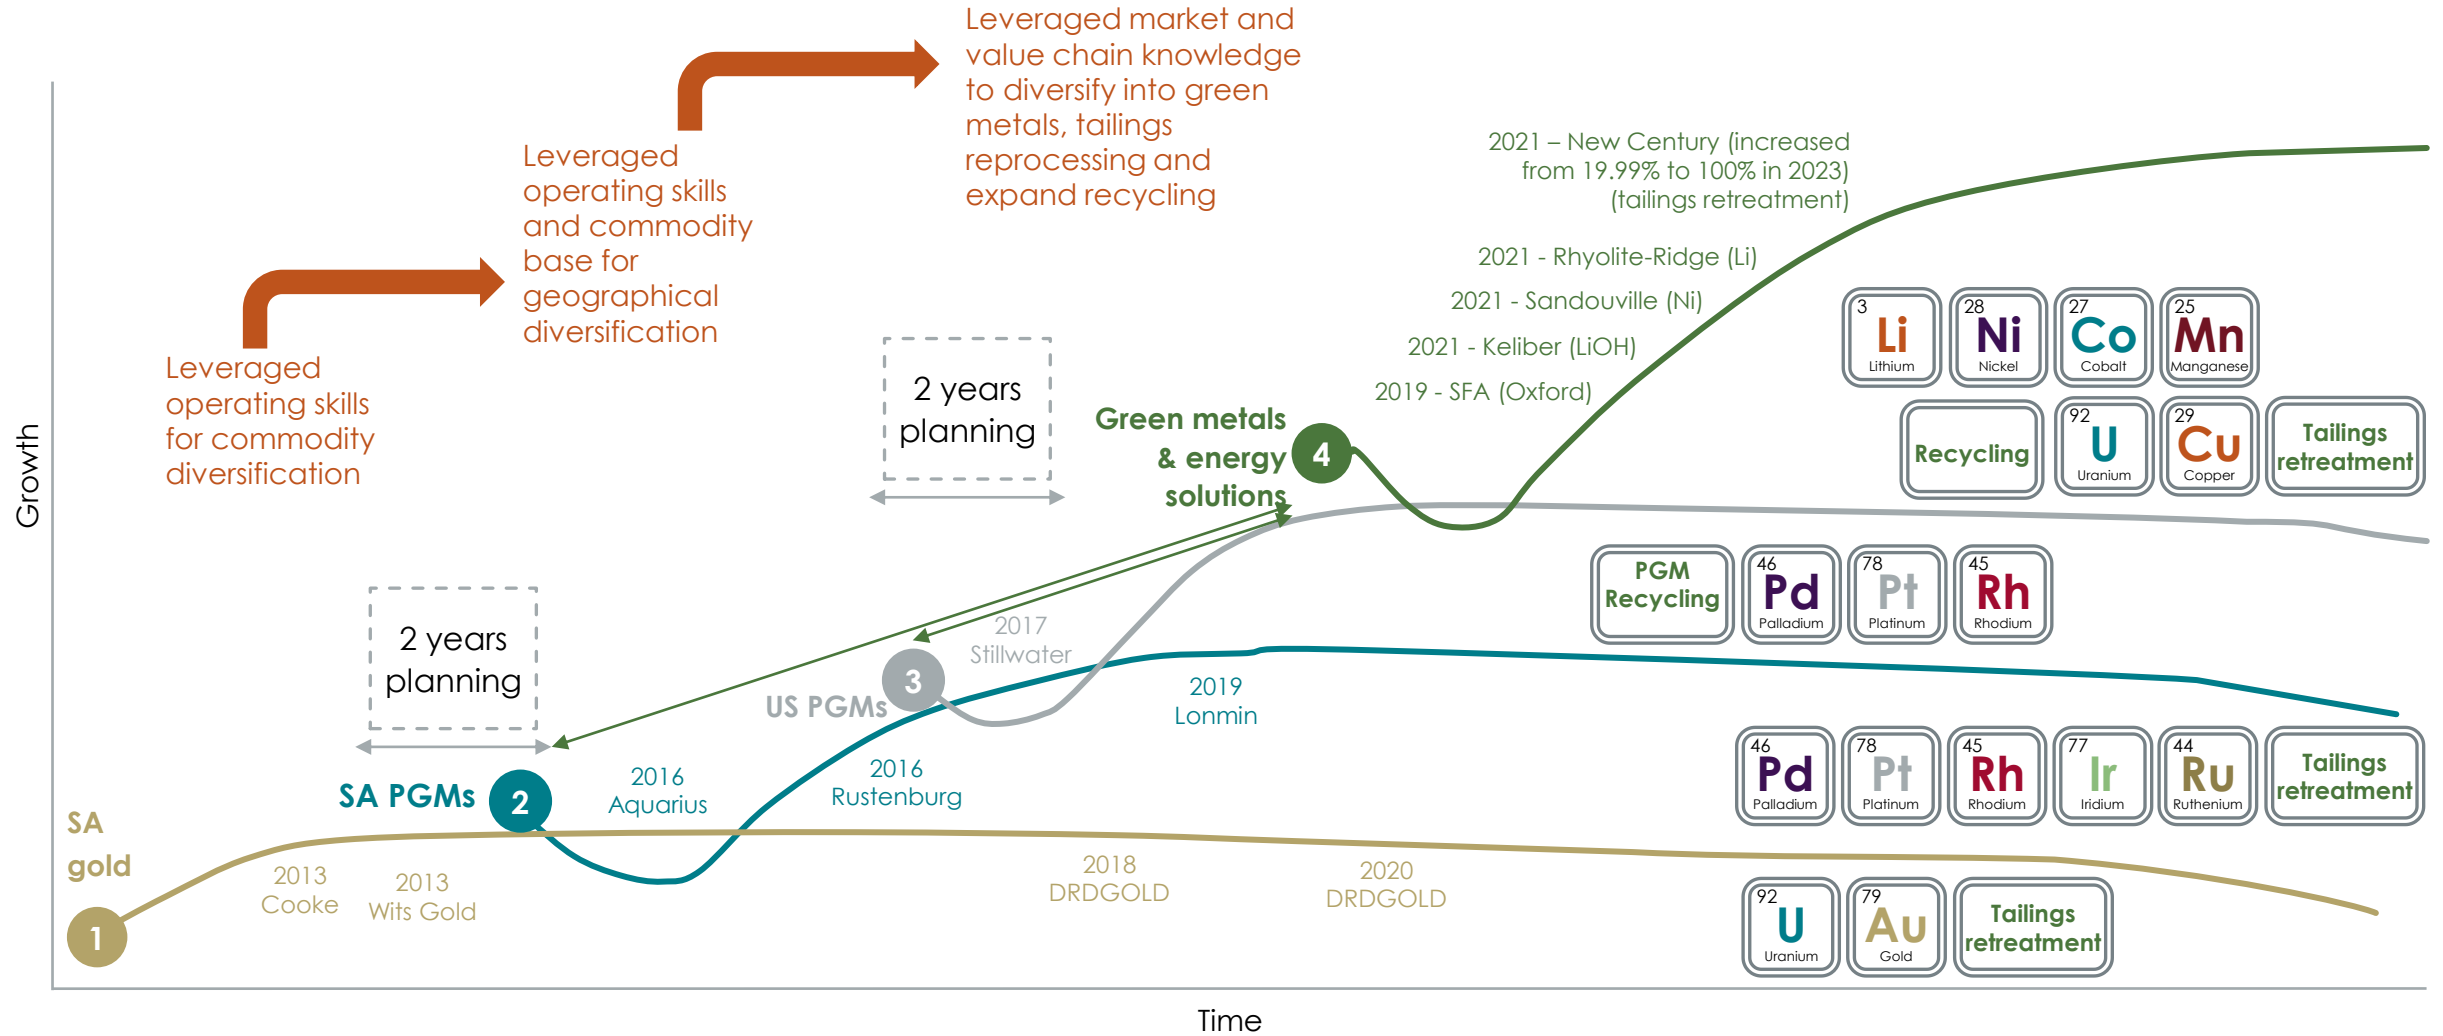 Leveraged market and
value chain knowledge
to diversify into green
metals, tailings
reprocessing and
expand recycling
Leveraged
operating skills
and commodity
base for
geographical
diversification
Leveraged
operating skills
for commodity
diversification
2021 – New Century (increased
from 19.99% to 100% in 2023)
(tailings retreatment)
2021 - Rhyolite-Ridge (Li)
2021 - Sandouville (Ni)
2021 - Keliber (LiOH)
2019 - SFA (Oxford)
2 years
planning
Green metals
& energy
solutions
4
3
Li
Lithium
28
Ni
Nickel
27
Co
Cobalt
25
Mn
Manganese
Recycling
92
U
Uranium
29
Cu
Copper
Tailings
retreatment
Growth
2 years
planning
2017
Stillwater
US PGMs
3
PGM
Recycling
46
Pd
Palladium
78
Pt
Platinum
45
Rh
Rhodium
2019
Lonmin
SA PGMs
2
2016
Aquarius
2016
Rustenburg
46
Pd
Palladium
78
Pt
Platinum
45
Rh
Rhodium
77
Ir
Iridium
44
Ru
Ruthenium
Tailings
retreatment
SA
gold
1
2013
Cooke
2013
Wits Gold
2018
DRDGOLD
2020
DRDGOLD
92
U
Uranium
79
Au
Gold
Tailings
retreatment
Time